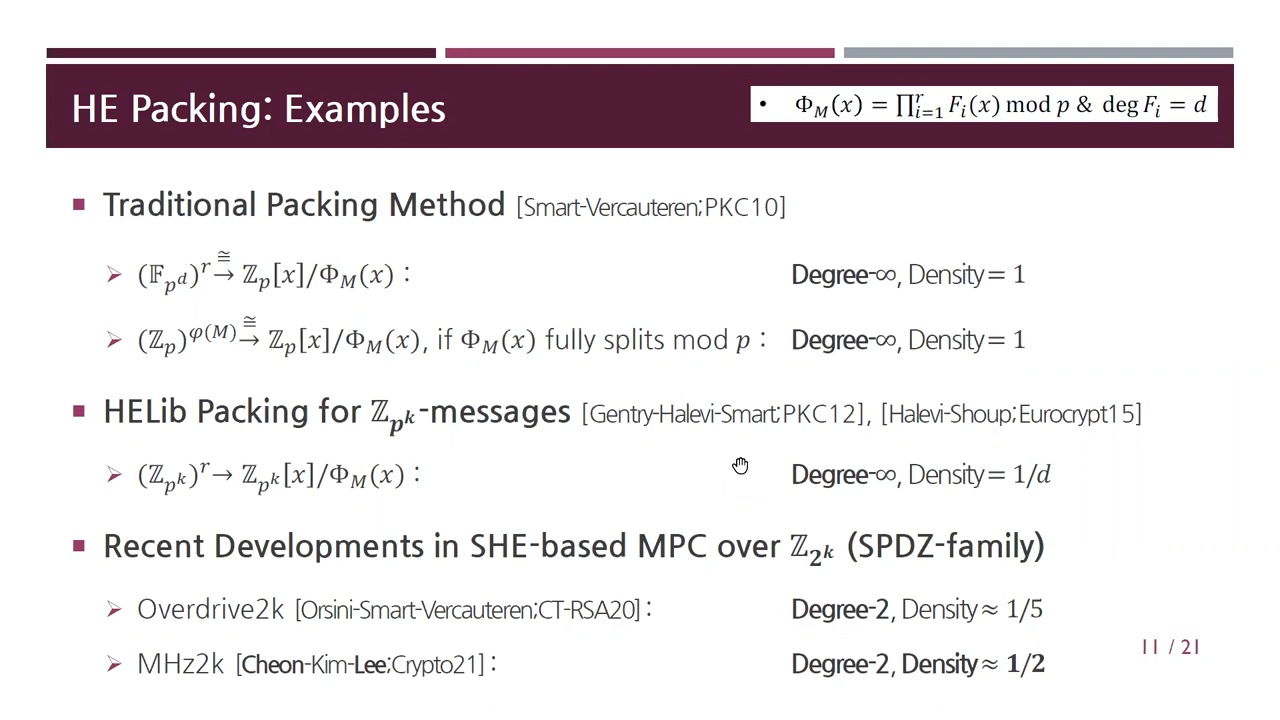 HE Packing: Examples
• Φ_M(x) = ∏_{i=1}^{r} F_i(x) mod p & deg F_i = d
■ Traditional Packing Method [Smart-Vercauteren;PKC10]
➢ (𝔽_{p^d})^r ≅→ ℤ_p[x]/Φ_M(x) : Degree-∞, Density = 1
➢ (ℤ_p)^{φ(M)} ≅→ ℤ_p[x]/Φ_M(x), if Φ_M(x) fully splits mod p : Degree-∞, Density = 1
■ HELib Packing for ℤ_{p^k}-messages [Gentry-Halevi-Smart;PKC12], [Halevi-Shoup;Eurocrypt15]
➢ (ℤ_{p^k})^r → ℤ_{p^k}[x]/Φ_M(x) : Degree-∞, Density = 1/d
■ Recent Developments in SHE-based MPC over ℤ_{2^k} (SPDZ-family)
➢ Overdrive2k [Orsini-Smart-Vercauteren;CT-RSA20] : Degree-2, Density ≈ 1/5
➢ MHz2k [Cheon-Kim-Lee;Crypto21] : Degree-2, Density ≈ 1/2
11 / 21